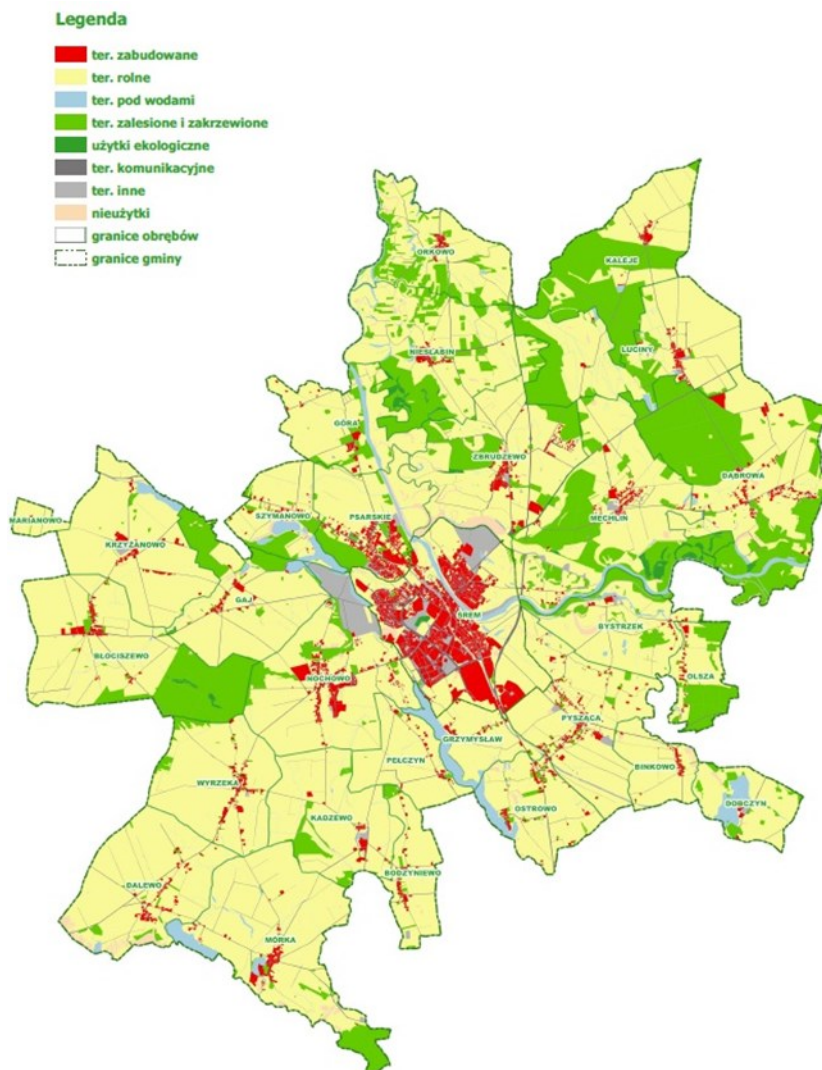 Legenda
ter. zabudowane
ter. rolne
ter. pod wodami
ter. zalesione i zakrzewione
użytki ekologiczne
ter. komunikacyjne
ter. inne
nieużytki
granice obrębów
granice gminy
ORKOWO
KALEJE
NIESŁABIN
LUCINY
GÓRA
ZBRUDZEWO
DĄBROWA
MARIANOWO
SZYMANOWO
PSARSKIE
MECHLIN
KRZYŻANOWO
GAJ
ŚREM
BYSTRZEK
BŁOCISZEWO
NOCHOWO
OLSZA
PYSZĄCA
GRZYMYSŁAW
PEŁCZYN
BINKOWO
WYRZEKA
DOBCZYN
KADZEWO
OSTROWO
BODZYNIEWO
DALEWO
MÓRKA